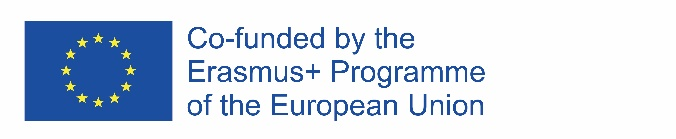 Co-funded by the
Erasmus+ Programme
of the European Union